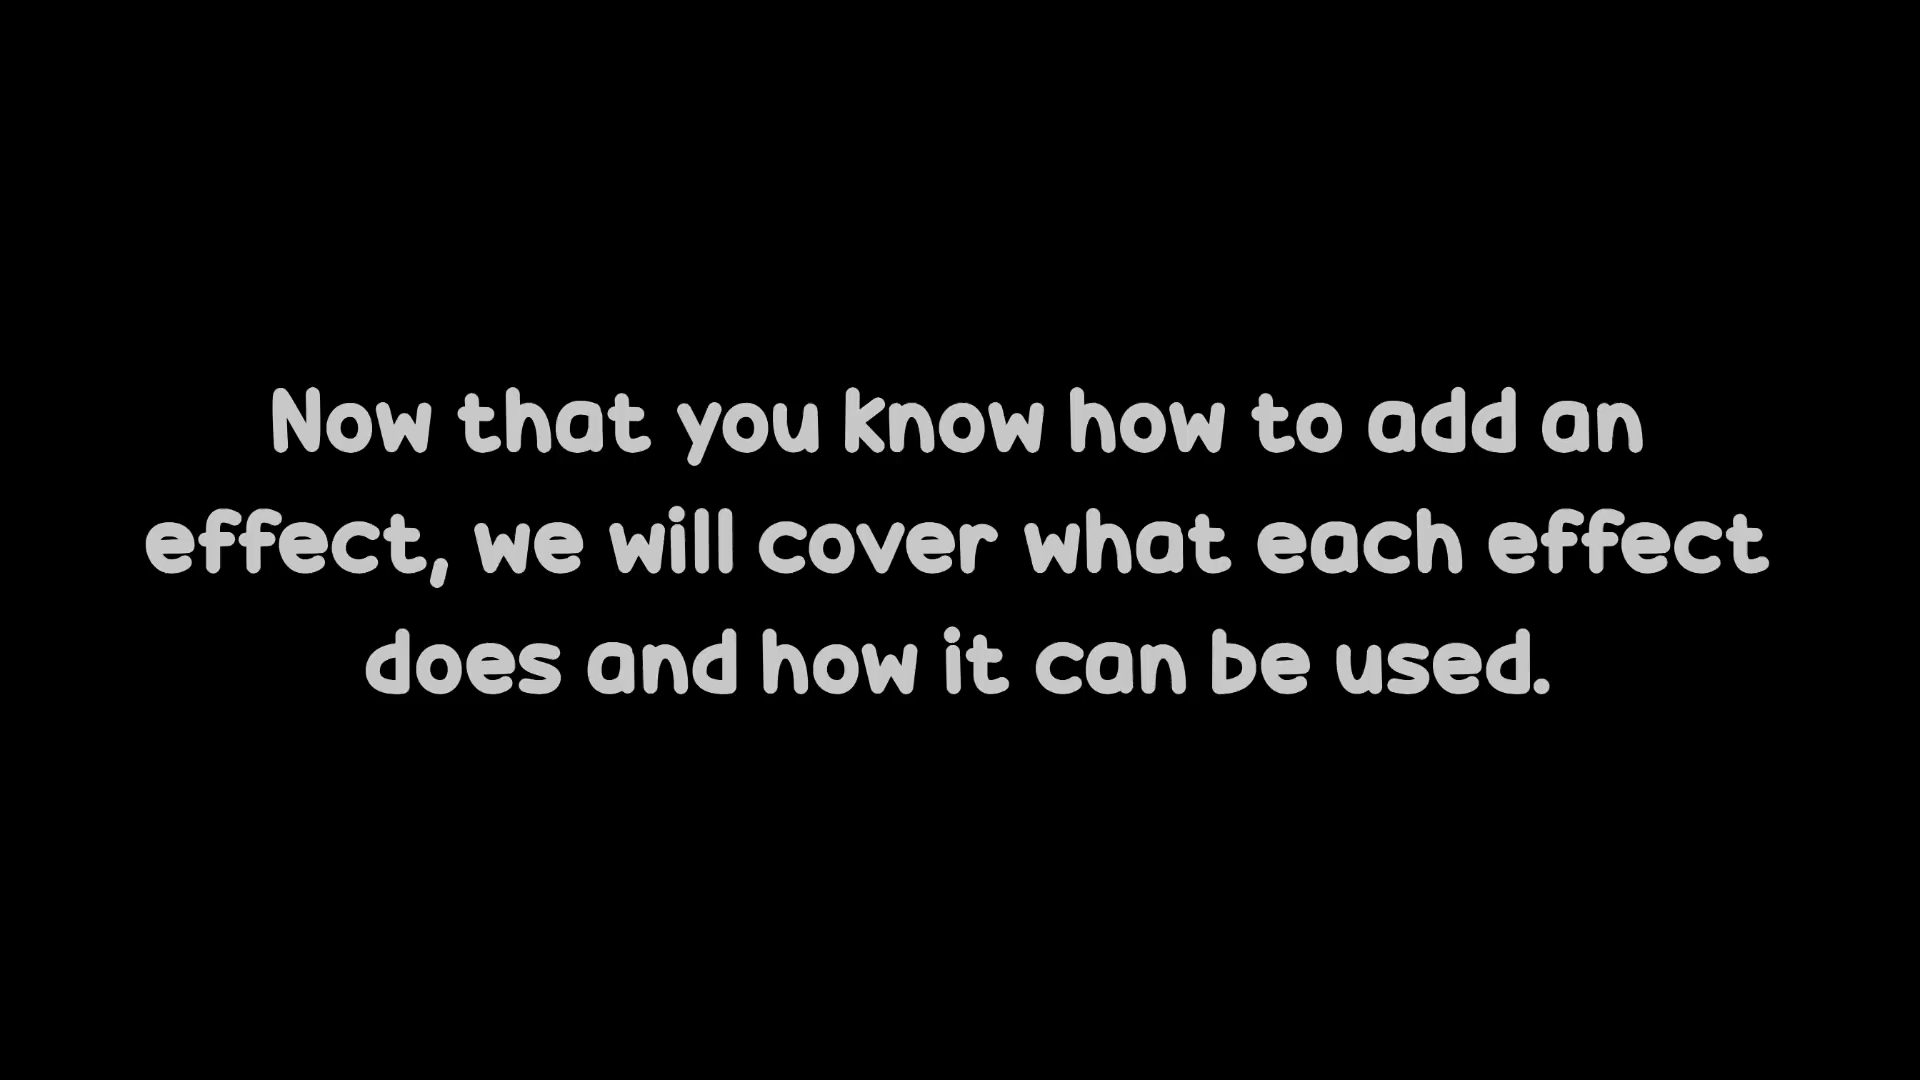 Now that you know how to add an
effect, we will cover what each effect
does and how it can be used.